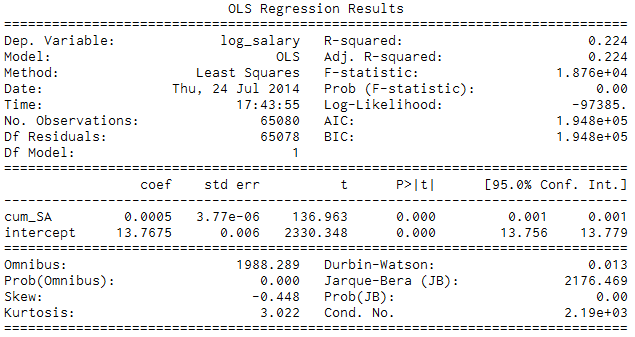 OLS Regression Results
==============================================================================
Dep. Variable: log_salary R-squared: 0.224
Model: OLS Adj. R-squared: 0.224
Method: Least Squares F-statistic: 1.876e+04
Date: Thu, 24 Jul 2014 Prob (F-statistic): 0.00
Time: 17:43:55 Log-Likelihood: -97385.
No. Observations: 65080 AIC: 1.948e+05
Df Residuals: 65078 BIC: 1.948e+05
Df Model: 1
==============================================================================
coef std err t P>|t| [95.0% Conf. Int.]
------------------------------------------------------------------------------
cum_SA 0.0005 3.77e-06 136.963 0.000 0.001 0.001
intercept 13.7675 0.006 2330.348 0.000 13.756 13.779
==============================================================================
Omnibus: 1988.289 Durbin-Watson: 0.013
Prob(Omnibus): 0.000 Jarque-Bera (JB): 2176.469
Skew: -0.448 Prob(JB): 0.00
Kurtosis: 3.022 Cond. No. 2.19e+03
==============================================================================